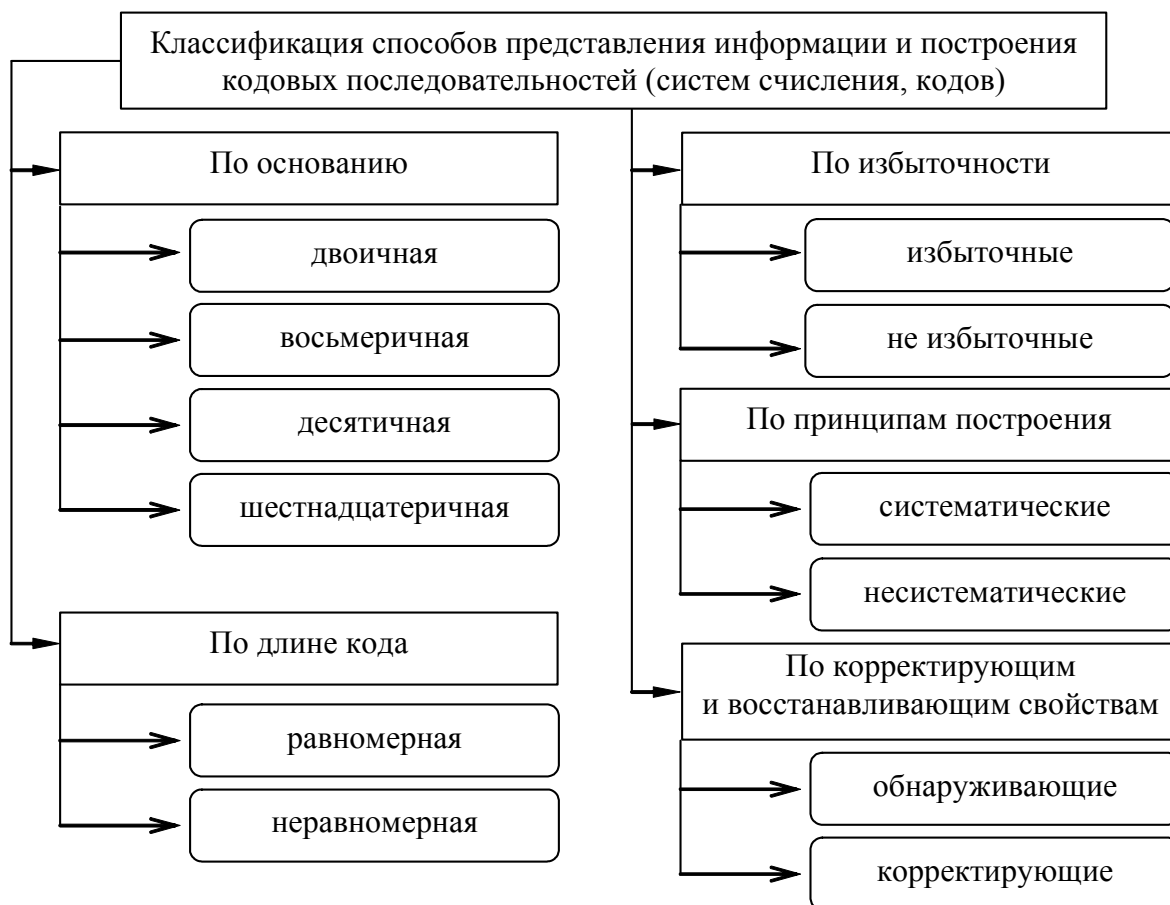 Классификация способов представления информации и построения
кодовых последовательностей (систем счисления, кодов)
По основанию
двоичная
восьмеричная
десятичная
шестнадцатеричная
По длине кода
равномерная
неравномерная
По избыточности
избыточные
не избыточные
По принципам построения
систематические
несистематические
По корректирующим
и восстанавливающим свойствам
обнаруживающие
корректирующие